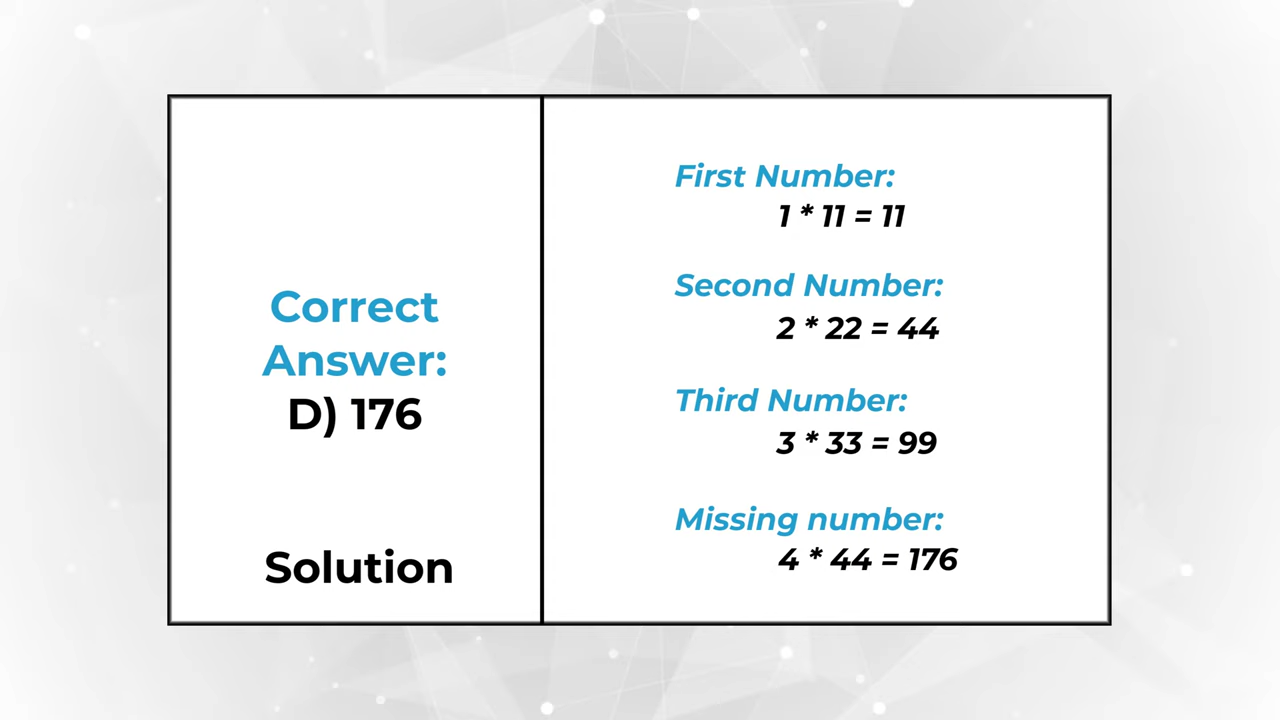 Correct
Answer:
D) 176
Solution
First Number:
1 * 11 = 11
Second Number:
2 * 22 = 44
Third Number:
3 * 33 = 99
Missing number:
4 * 44 = 176